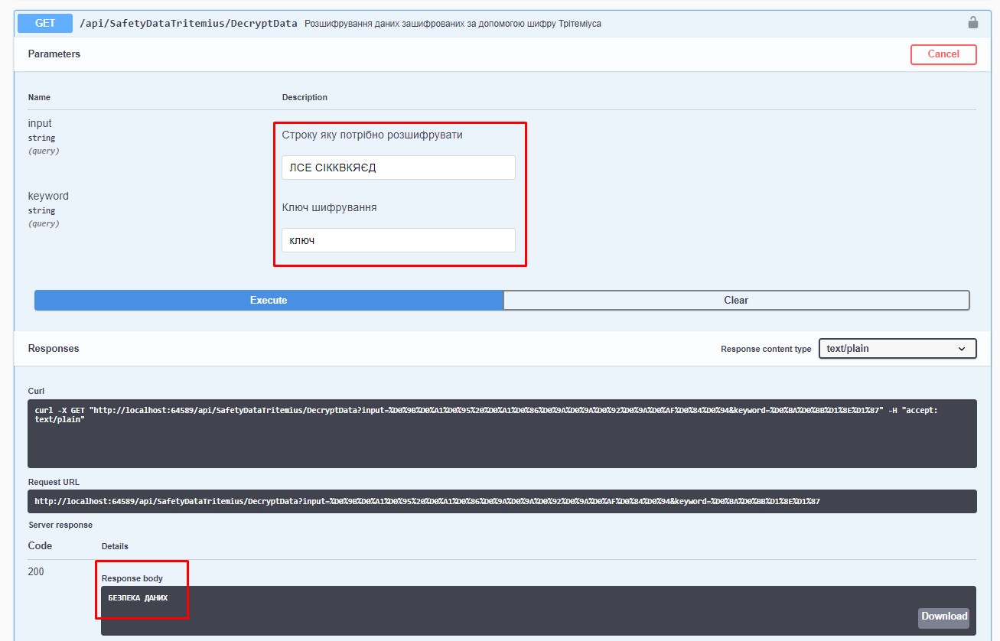 GET /api/SafetyDataTritemius/DecryptData Розшифрування даних зашифрованих за допомогою шифру Трітеміуса
Parameters Cancel
Name Description
input
string
(query)
Строку яку потрібно розшифрувати
ЛСЕ СІККВКЯЄД
keyword
string
(query)
Ключ шифрування
ключ
Execute Clear
Responses Response content type text/plain
Curl
curl -X GET "http://localhost:64589/api/SafetyDataTritemius/DecryptData?input=%D0%9B%D0%A1%D0%95%20%D0%A1%D0%86%D0%9A%D0%9A%D0%92%D0%9A%D0%AF%D0%84%D0%94&keyword=%D0%BA%D0%BB%D1%8E%D1%87" -H "accept:
text/plain"
Request URL
http://localhost:64589/api/SafetyDataTritemius/DecryptData?input=%D0%9B%D0%A1%D0%95%20%D0%A1%D0%86%D0%9A%D0%9A%D0%92%D0%9A%D0%AF%D0%84%D0%94&keyword=%D0%BA%D0%BB%D1%8E%D1%87
Server response
Code Details
200
Response body
БЕЗПЕКА ДАНИХ
Download